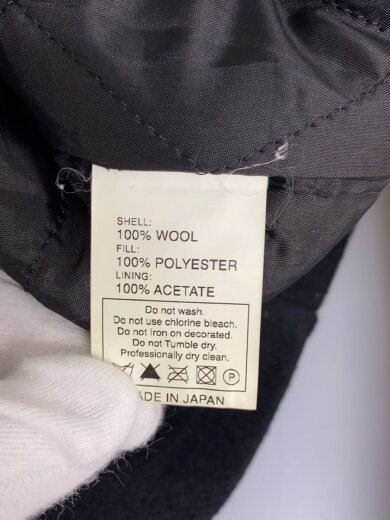 SHELL:
100% WOOL
FILL:
100% POLYESTER
LINING:
100% ACETATE
Do not wash.
Do not use chlorine bleach.
Do not Iron on decorated.
Do not Tumble dry.
Professionally dry clean.
P
ADE IN JAPAN